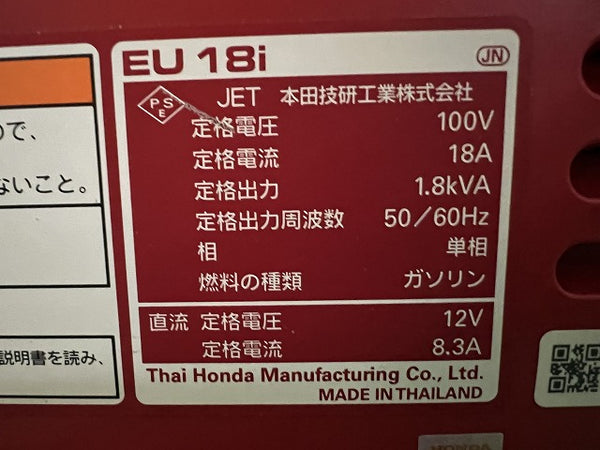 EU 18i JN
PSE JET 本田技研工業株式会社
定格電圧 100V
定格電流 18A
定格出力 1.8kVA
定格出力周波数 50/60Hz
相 単相
燃料の種類 ガソリン
直流 定格電圧 12V
定格電流 8.3A
Thai Honda Manufacturing Co., Ltd.
MADE IN THAILAND
ので、
ないこと。
説明書を読み、
HONDA